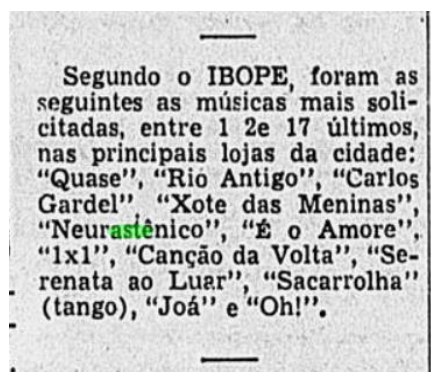 Segundo o IBOPE, foram as
seguintes as músicas mais soli-
citadas, entre 1 2e 17 últimos,
nas principais lojas da cidade:
"Quase", "Rio Antigo", "Carlos
Gardel", "Xote das Meninas",
"Neurastênico", "É o Amore",
"1x1", "Canção da Volta", "Se-
renata ao Luar", "Sacarrolha"
(tango), "Joá" e "Oh!".